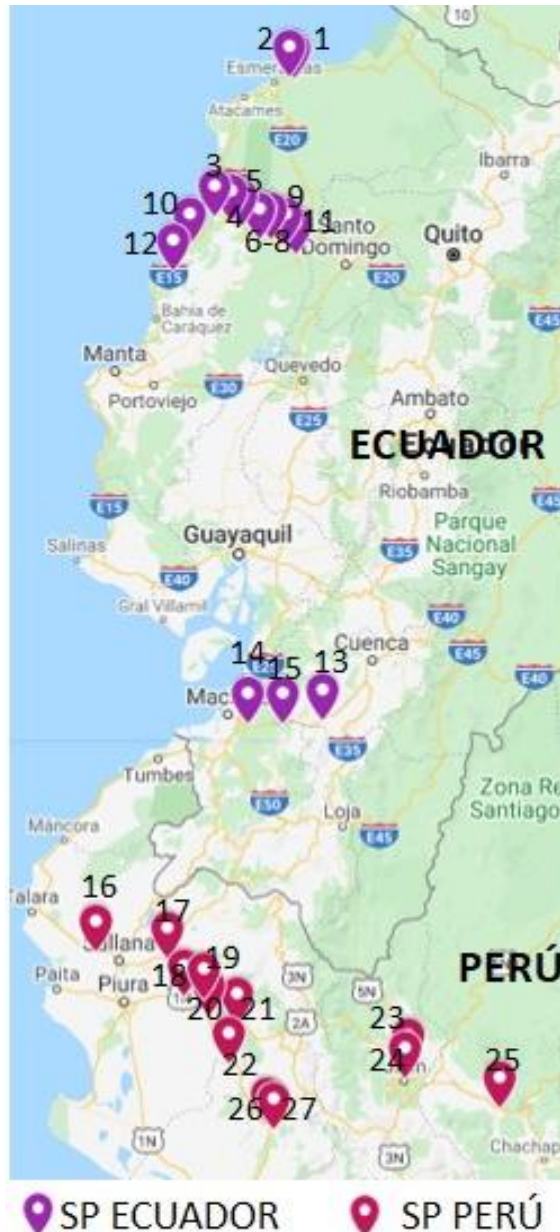 10
2 1
Esmeraldas
Atacames
E20
Ibarra
3 5
10 4 9
6-8 11 Santo
Domingo
Quito
12
E15
E20
Bahia de
Caráquez
E45
Manta
Portoviejo
E30
Quevedo
E25
Ambato
ECUADOR
Riobamba
E45
E15
Parque
Nacional
Sangay
Guayaquil
E35
Salinas
E40
Gral Villamil
E40
Cuenca
E45
E40
14 15 13
E25
E35
Tumbes
E50
Loja
E45
Zona Re
Santiago
Máncora
Talara
16 17
Sullana
PERÚ
Paita
Piura
18 19
20 21
3N
5N
2A
22
23
24
25
26 27
1N
3N
Chachap
SP ECUADOR SP PERÚ